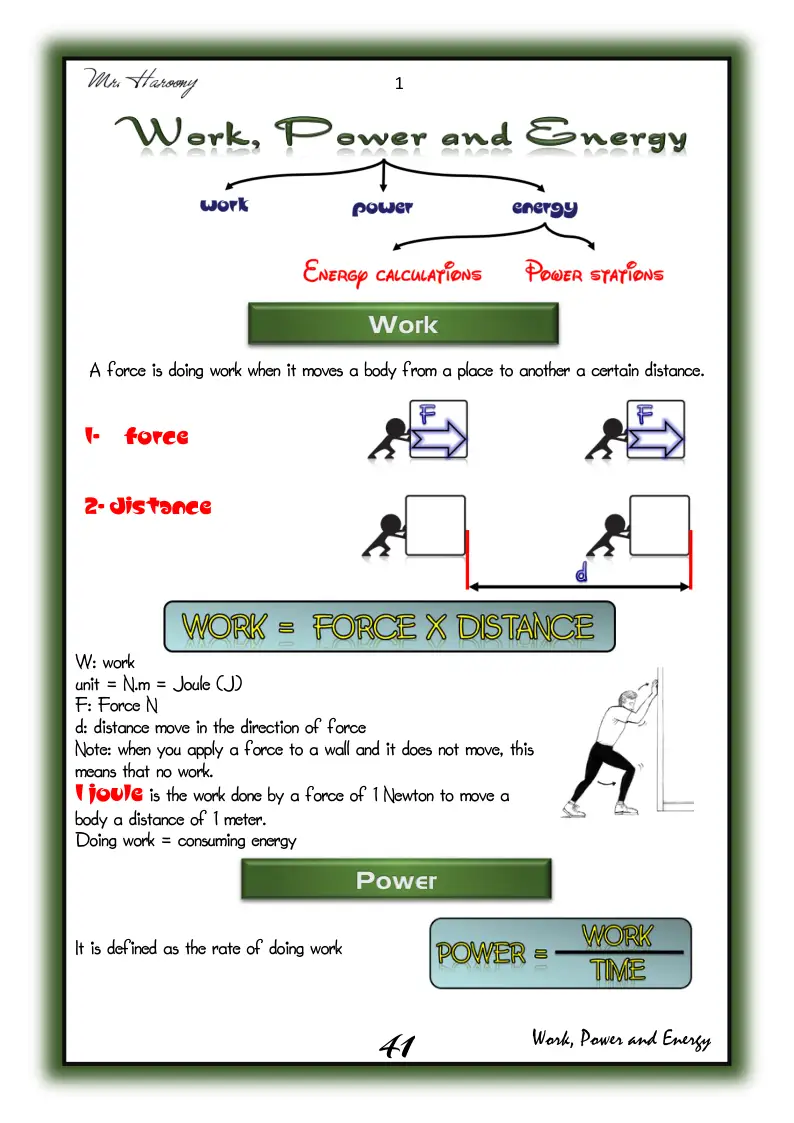 Mr. Haroony
1
Work, Power and Energy
work power energy
Energy calculations Power stations
Work
A force is doing work when it moves a body from a place to another a certain distance.
F F
1- force
2- distance
d
WORK = FORCE X DISTANCE
W: work
unit = N.m = Joule (J)
F: Force N
d: distance move in the direction of force
Note: when you apply a force to a wall and it does not move, this
means that no work.
1 joule is the work done by a force of 1 Newton to move a
body a distance of 1 meter.
Doing work = consuming energy
Power
It is defined as the rate of doing work
POWER = WORK
TIME
41
Work, Power and Energy